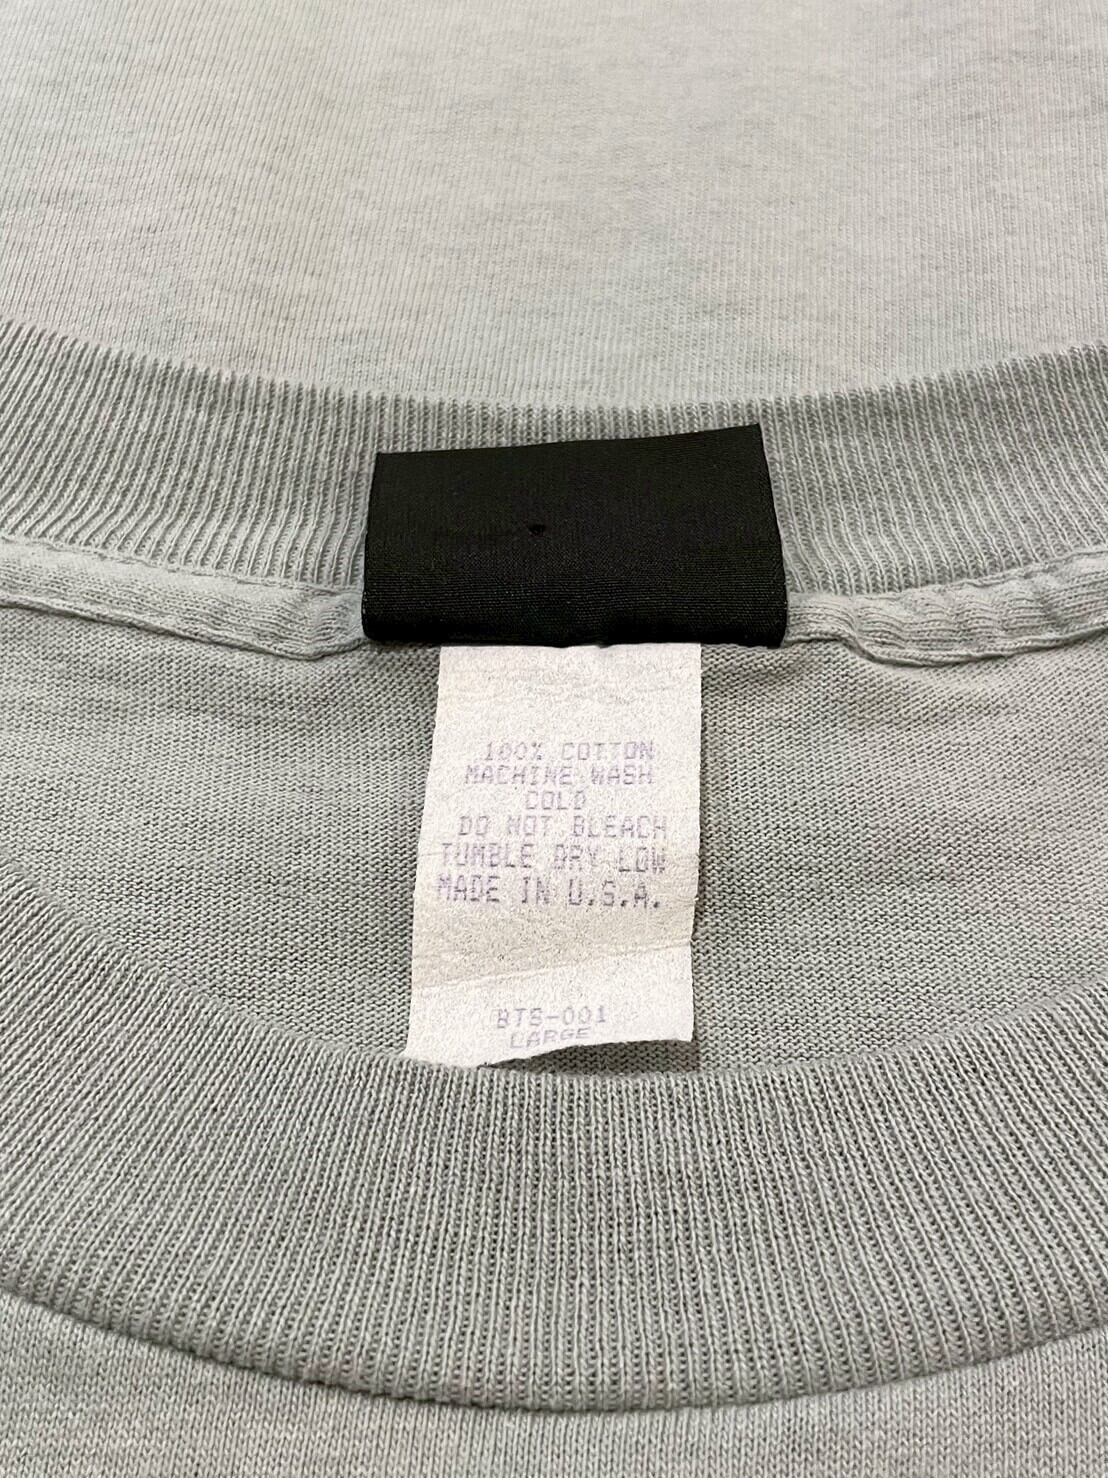 100% COTTON
MACHINE WASH
COLD
DO NOT BLEACH
TUMBLE DRY LOW
MADE IN U.S.A.
BTS-001
LARGE